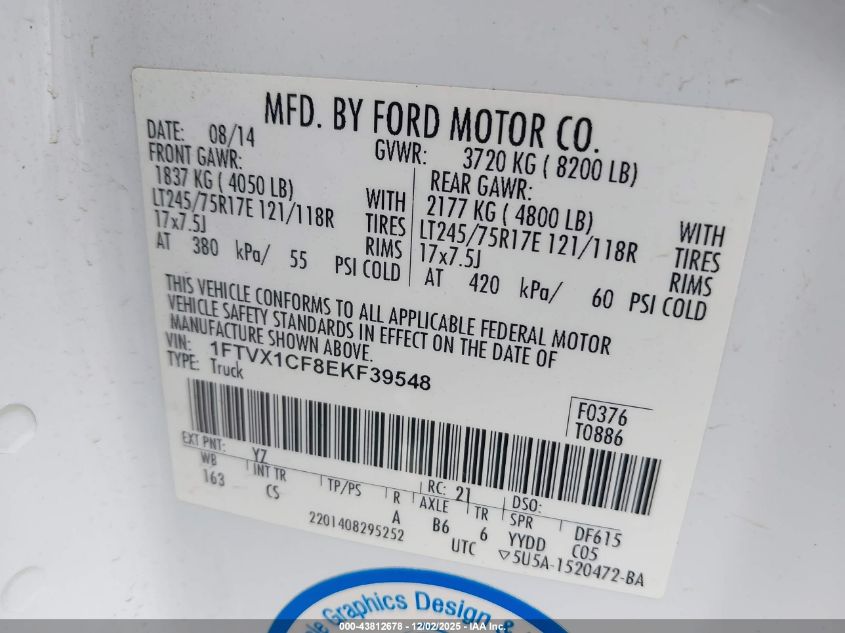 MFD. BY FORD MOTOR CO.
DATE: 08/14 GVWR: 3720 KG ( 8200 LB)
FRONT GAWR: REAR GAWR:
1837 KG ( 4050 LB) WITH 2177 KG ( 4800 LB) WITH
LT245/75R17E 121/118R TIRES LT245/75R17E 121/118R TIRES
17x7.5J RIMS 17x7.5J RIMS
AT 380 kPa/ 55 PSI COLD AT 420 kPa/ 60 PSI COLD
THIS VEHICLE CONFORMS TO ALL APPLICABLE FEDERAL MOTOR
VEHICLE SAFETY STANDARDS IN EFFECT ON THE DATE OF
MANUFACTURE SHOWN ABOVE.
VIN: 1FTVX1CF8EKF39548
TYPE: Truck
F0376
T0886
EXT PNT: YZ RC: 21 DSO:
WB INT TR TP/PS R AXLE TR SPR DF615
163 CS A B6 6 YYDD C05
2201408295252 UTC ▽5U5A-1520472-BA
le Graphics Design &
000-43812678 - 12/02/2025 - IAA Inc.